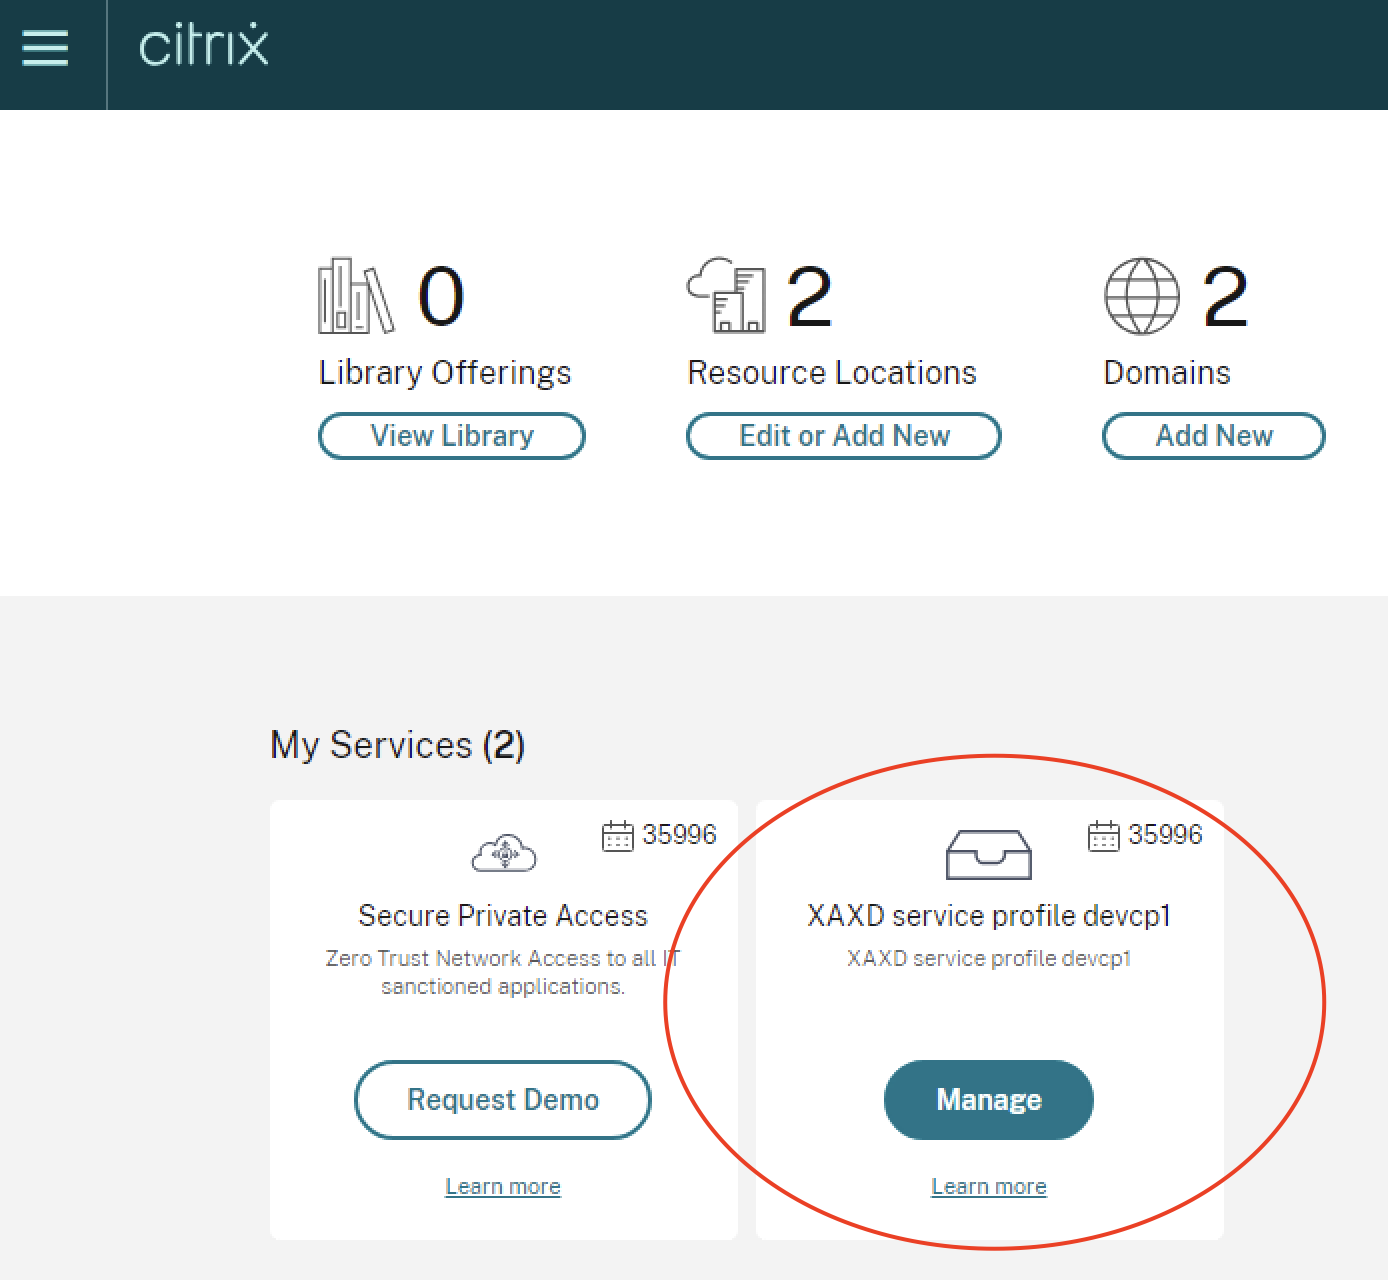 citrix
0
Library Offerings
View Library
2
Resource Locations
Edit or Add New
2
Domains
Add New
My Services (2)
35996
Secure Private Access
Zero Trust Network Access to all IT
sanctioned applications.
Request Demo
Learn more
35996
XAXD service profile devcp1
XAXD service profile devcp1
Manage
Learn more